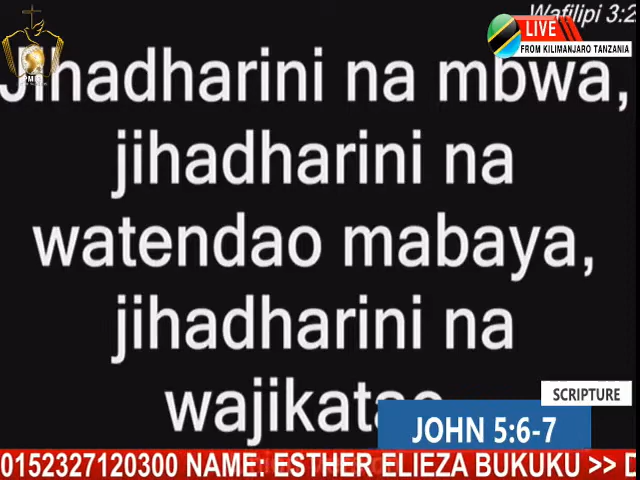 Wafilipi 3:2
LIVE
FROM KILIMANJARO TANZANIA
Jihadharini na mbwa,
jihadharini na
watendao mabaya,
jihadharini na
wajikatao
SCRIPTURE
JOHN 5:6-7
0152327120300 NAME: ESTHER ELIEZA BUKUKU >> D